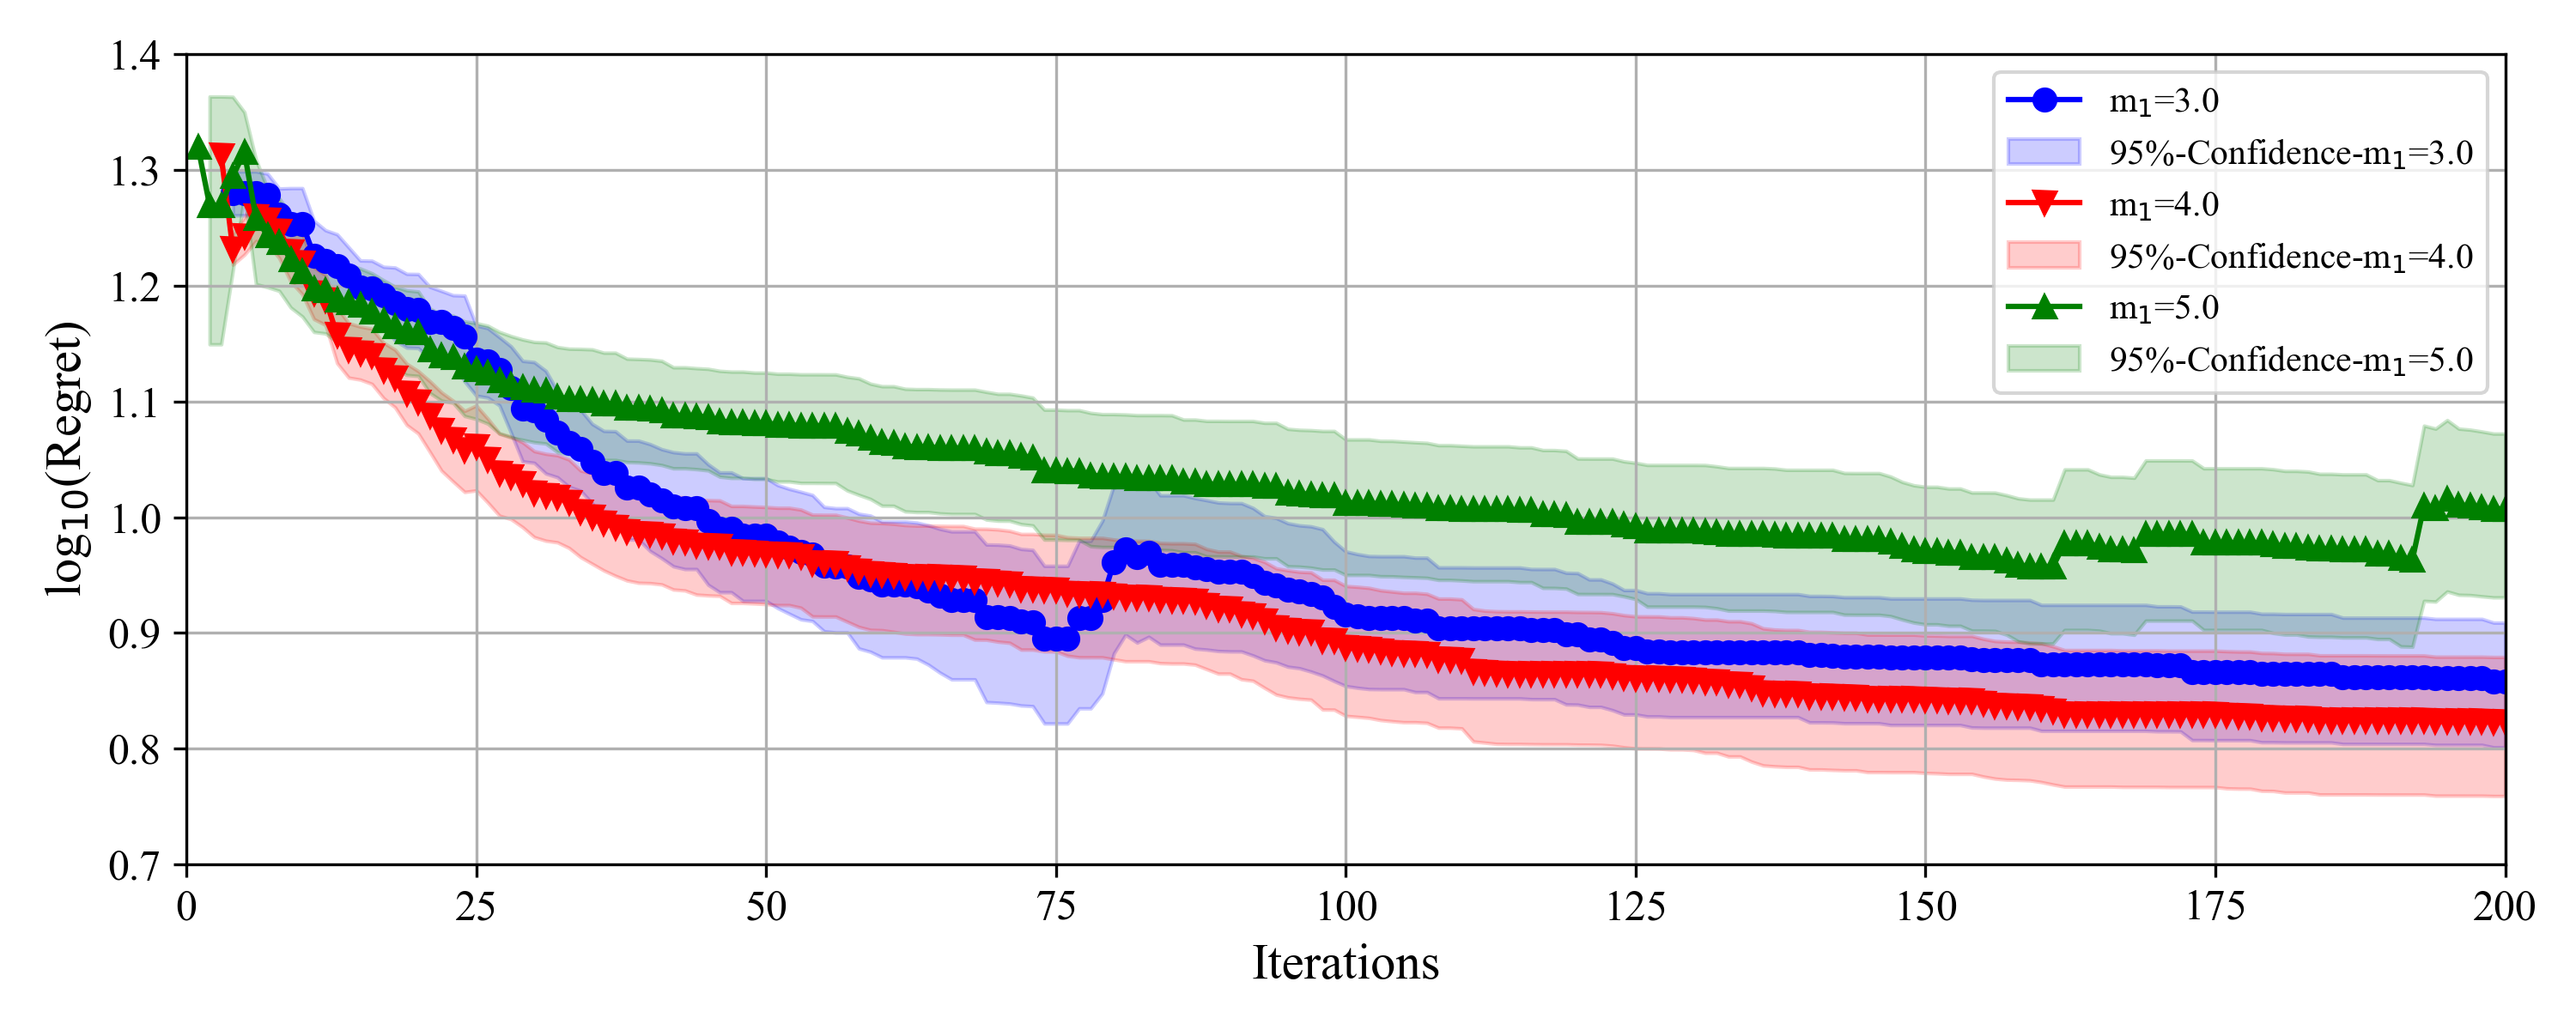 1.4
1.3
1.2
1.1
1.0
0.9
0.8
0.7
log10(Regret)
0 25 50 75 100 125 150 175 200
Iterations
m1=3.0
95%-Confidence-m1=3.0
m1=4.0
95%-Confidence-m1=4.0
m1=5.0
95%-Confidence-m1=5.0